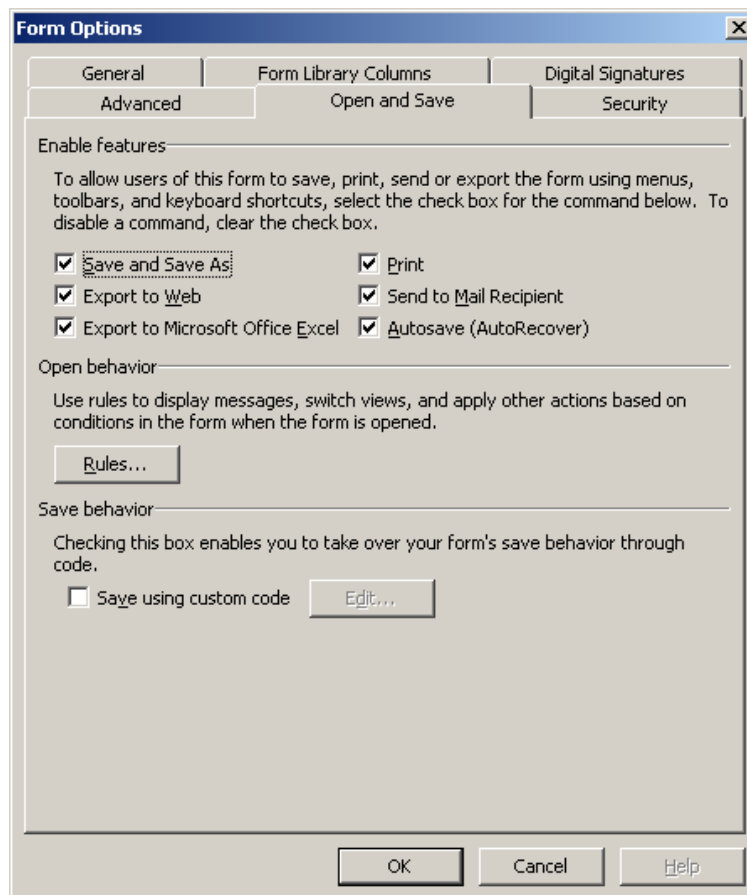 Form Options
General Form Library Columns Digital Signatures
Advanced Open and Save Security
Enable features
To allow users of this form to save, print, send or export the form using menus,
toolbars, and keyboard shortcuts, select the check box for the command below. To
disable a command, clear the check box.
Save and Save As Print
Export to Web Send to Mail Recipient
Export to Microsoft Office Excel Autosave (AutoRecover)
Open behavior
Use rules to display messages, switch views, and apply other actions based on
conditions in the form when the form is opened.
Rules...
Save behavior
Checking this box enables you to take over your form's save behavior through
code.
Save using custom code Edit...
OK Cancel Help